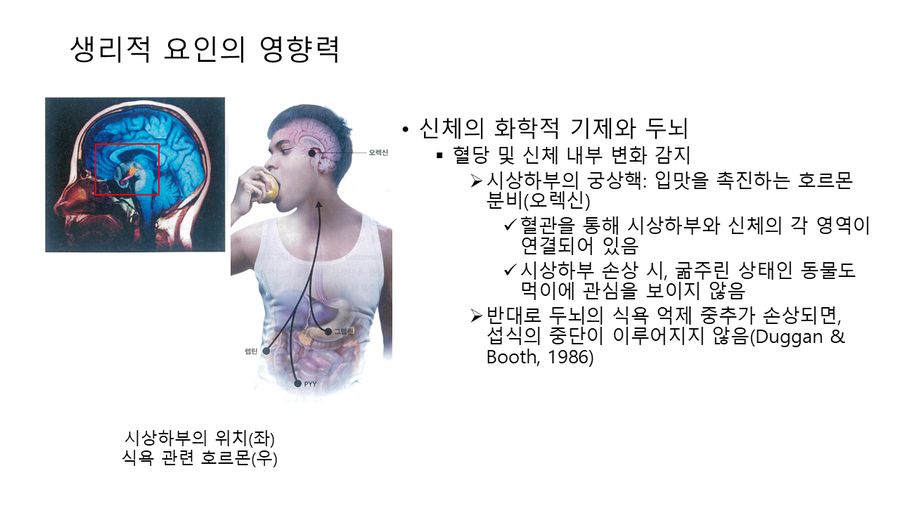 생리적 요인의 영향력
오렉신
그렐린
렙틴
PYY
시상하부의 위치(좌)
식욕 관련 호르몬(우)
• 신체의 화학적 기제와 두뇌
▪ 혈당 및 신체 내부 변화 감지
➢시상하부의 궁상핵: 입맛을 촉진하는 호르몬
분비(오렉신)
✓혈관을 통해 시상하부와 신체의 각 영역이
연결되어 있음
✓시상하부 손상 시, 굶주린 상태인 동물도
먹이에 관심을 보이지 않음
➢반대로 두뇌의 식욕 억제 중추가 손상되면,
섭식의 중단이 이루어지지 않음(Duggan &
Booth, 1986)